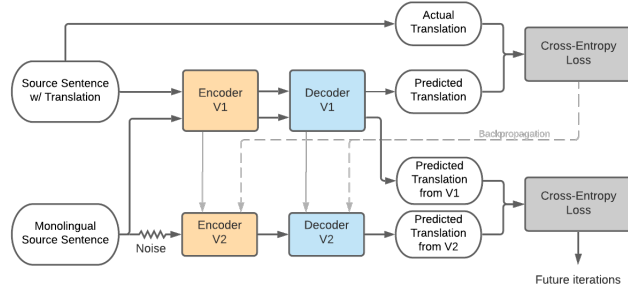 Actual
Translation
Source Sentence
w/ Translation
Encoder
V1
Decoder
V1
Predicted
Translation
Cross-Entropy
Loss
Backpropagation
Predicted
Translation
from V1
Monolingual
Source Sentence
Noise
Encoder
V2
Decoder
V2
Predicted
Translation
from V2
Cross-Entropy
Loss
Future iterations